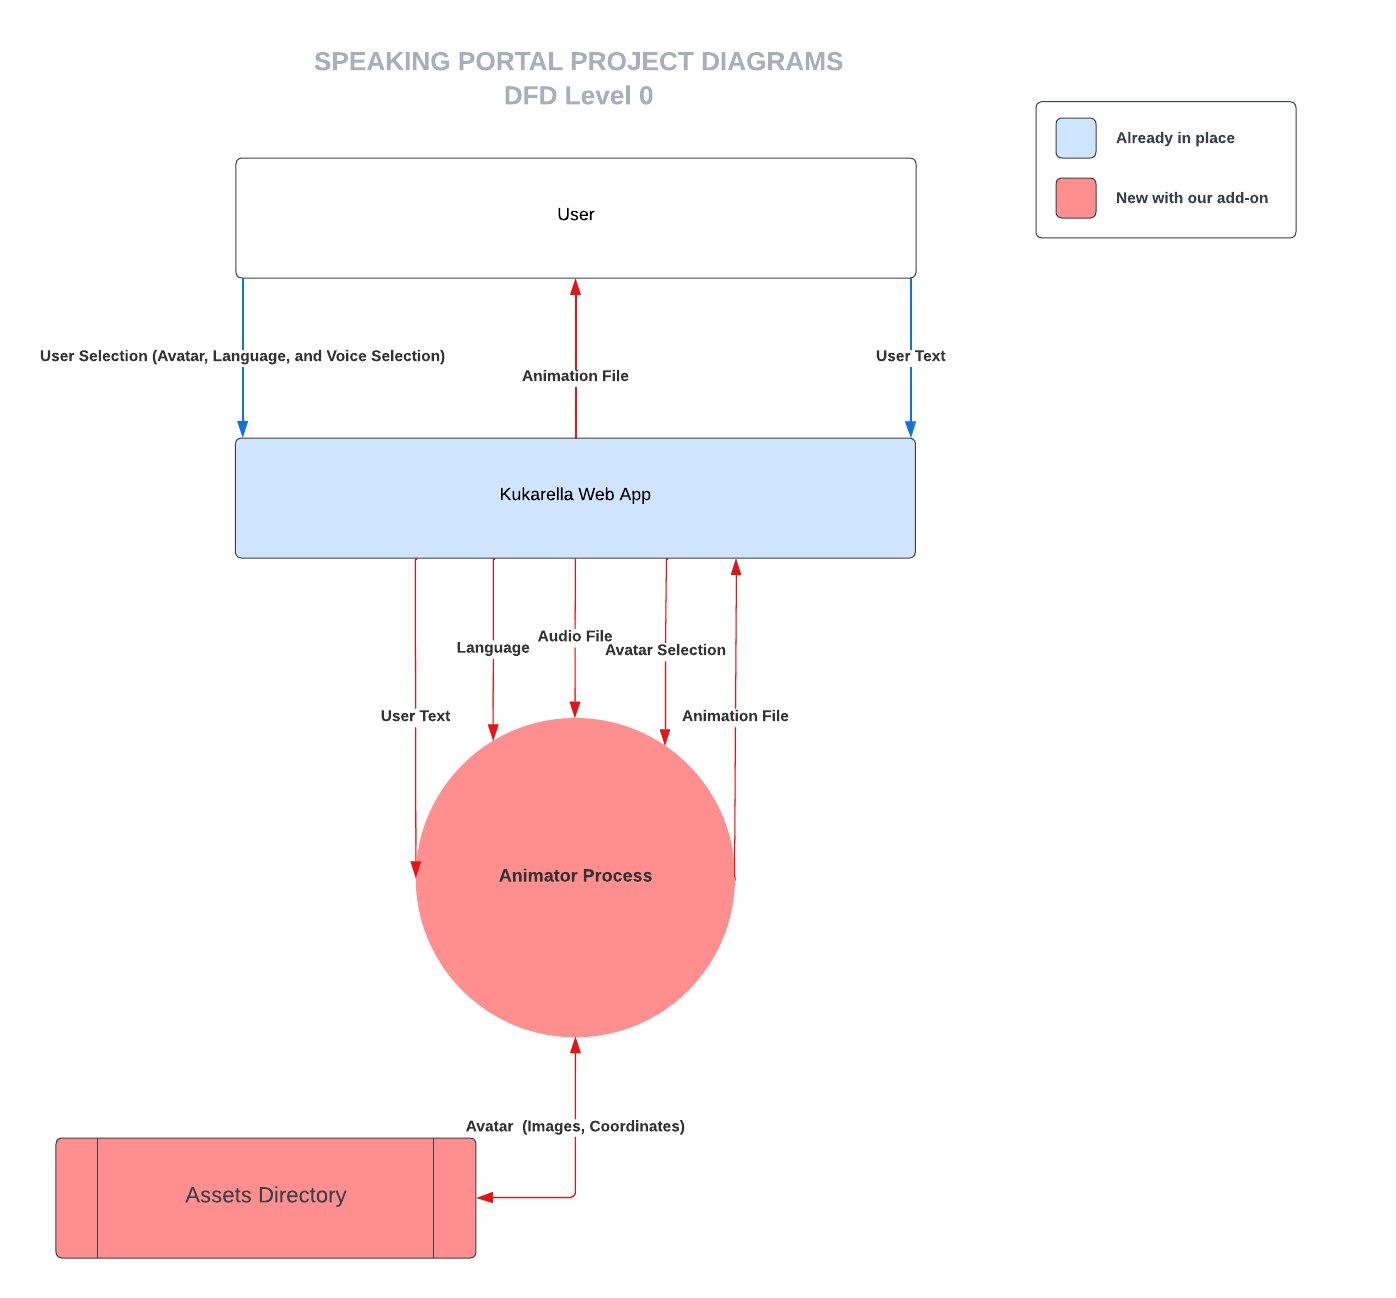 SPEAKING PORTAL PROJECT DIAGRAMS
DFD Level 0
Already in place
New with our add-on
User
User Selection (Avatar, Language, and Voice Selection)
Animation File
User Text
Kukarella Web App
Language
Audio File
Avatar Selection
User Text
Animation File
Animator Process
Avatar  (Images, Coordinates)
Assets Directory